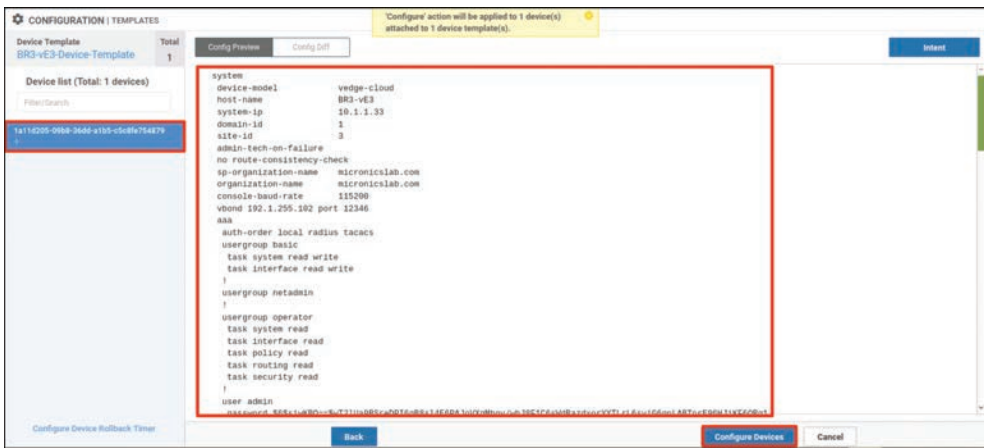 CONFIGURATION | TEMPLATES
'Configure' action will be applied to 1 device(s)
attached to 1 device template(s).
Device Template
Total
BR3-vE3-Device-Template
1
Config Preview
Config Diff
Intent
Device list (Total: 1 devices)
Filter/Search
1a11d205-09b8-36dd-a1b5-c5c8fe754879
system
device-model vedge-cloud
host-name BR3-vE3
system-ip 10.1.1.33
domain-id 1
site-id 3
admin-tech-on-failure
no route-consistency-check
sp-organization-name micronicslab.com
organization-name micronicslab.com
console-baud-rate 115200
vbond 192.1.255.102 port 12346
aaa
auth-order local radius tacacs
usergroup basic
task system read write
task interface read write
!
usergroup netadmin
!
usergroup operator
task system read
task interface read
task policy read
task routing read
task security read
!
user admin
password
Configure Device Rollback Timer
Back
Configure Devices
Cancel